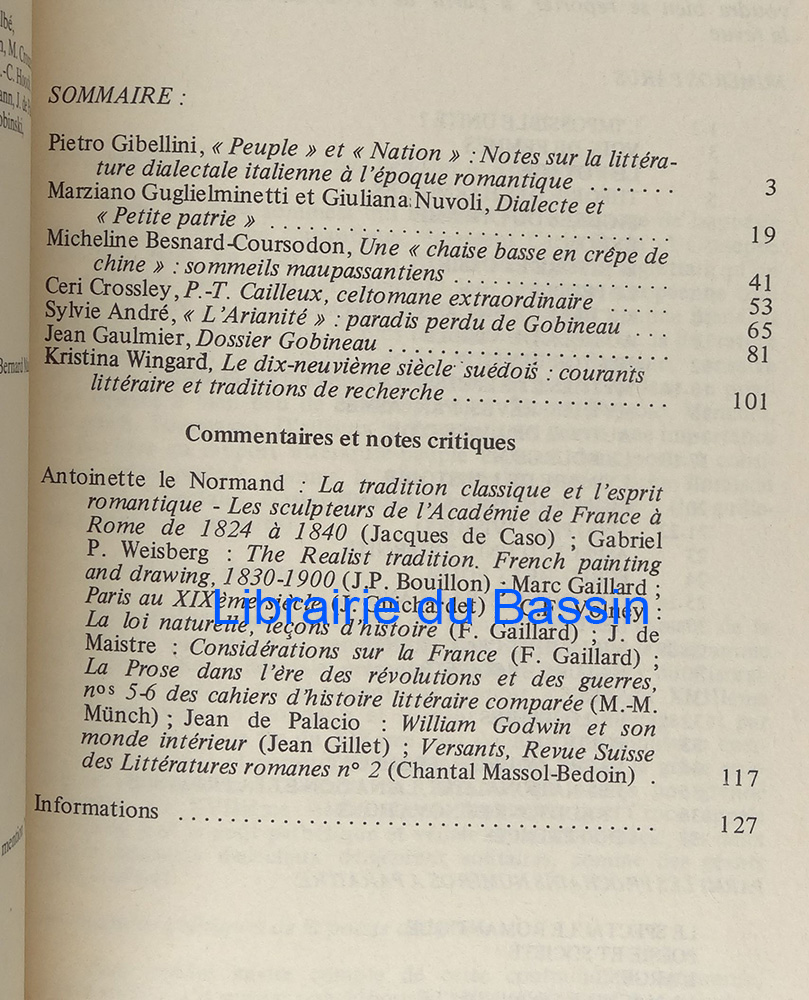 SOMMAIRE :
Pietro Gibellini, « Peuple » et « Nation » : Notes sur la littéra-
ture dialectale italienne à l'époque romantique ....... 3
Marziano Guglielminetti et Giuliana Nuvoli, Dialecte et
« Petite patrie » .................................. 19
Micheline Besnard-Coursodon, Une « chaise basse en crêpe de
chine » : sommeils maupassantiens .................. 41
Ceri Crossley, P.-T. Cailleux, celtomane extraordinaire ..... 53
Sylvie André, « L'Arianité » : paradis perdu de Gobineau ... 65
Jean Gaulmier, Dossier Gobineau ....................... 81
Kristina Wingard, Le dix-neuvième siècle suédois : courants
littéraire et traditions de recherche ................. 101
Commentaires et notes critiques
Antoinette le Normand : La tradition classique et l'esprit
romantique - Les sculpteurs de l'Académie de France à
Rome de 1824 à 1840 (Jacques de Caso) ; Gabriel
P. Weisberg : The Realist tradition. French painting
and drawing, 1830-1900 (J.P. Bouillon) ; Marc Gaillard ;
Paris au XIXème siècle (J. Guichardet) ; C.F. Volney :
Librairie du Bassin
La loi naturelle, leçons d'histoire (F. Gaillard) ; J. de
Maistre : Considérations sur la France (F. Gaillard) ;
La Prose dans l'ère des révolutions et des guerres,
nos 5-6 des cahiers d'histoire littéraire comparée (M.-M.
Münch) ; Jean de Palacio : William Godwin et son
monde intérieur (Jean Gillet) ; Versants, Revue Suisse
des Littératures romanes n° 2 (Chantal Massol-Bedoin) . 117
Informations ..................................... 127